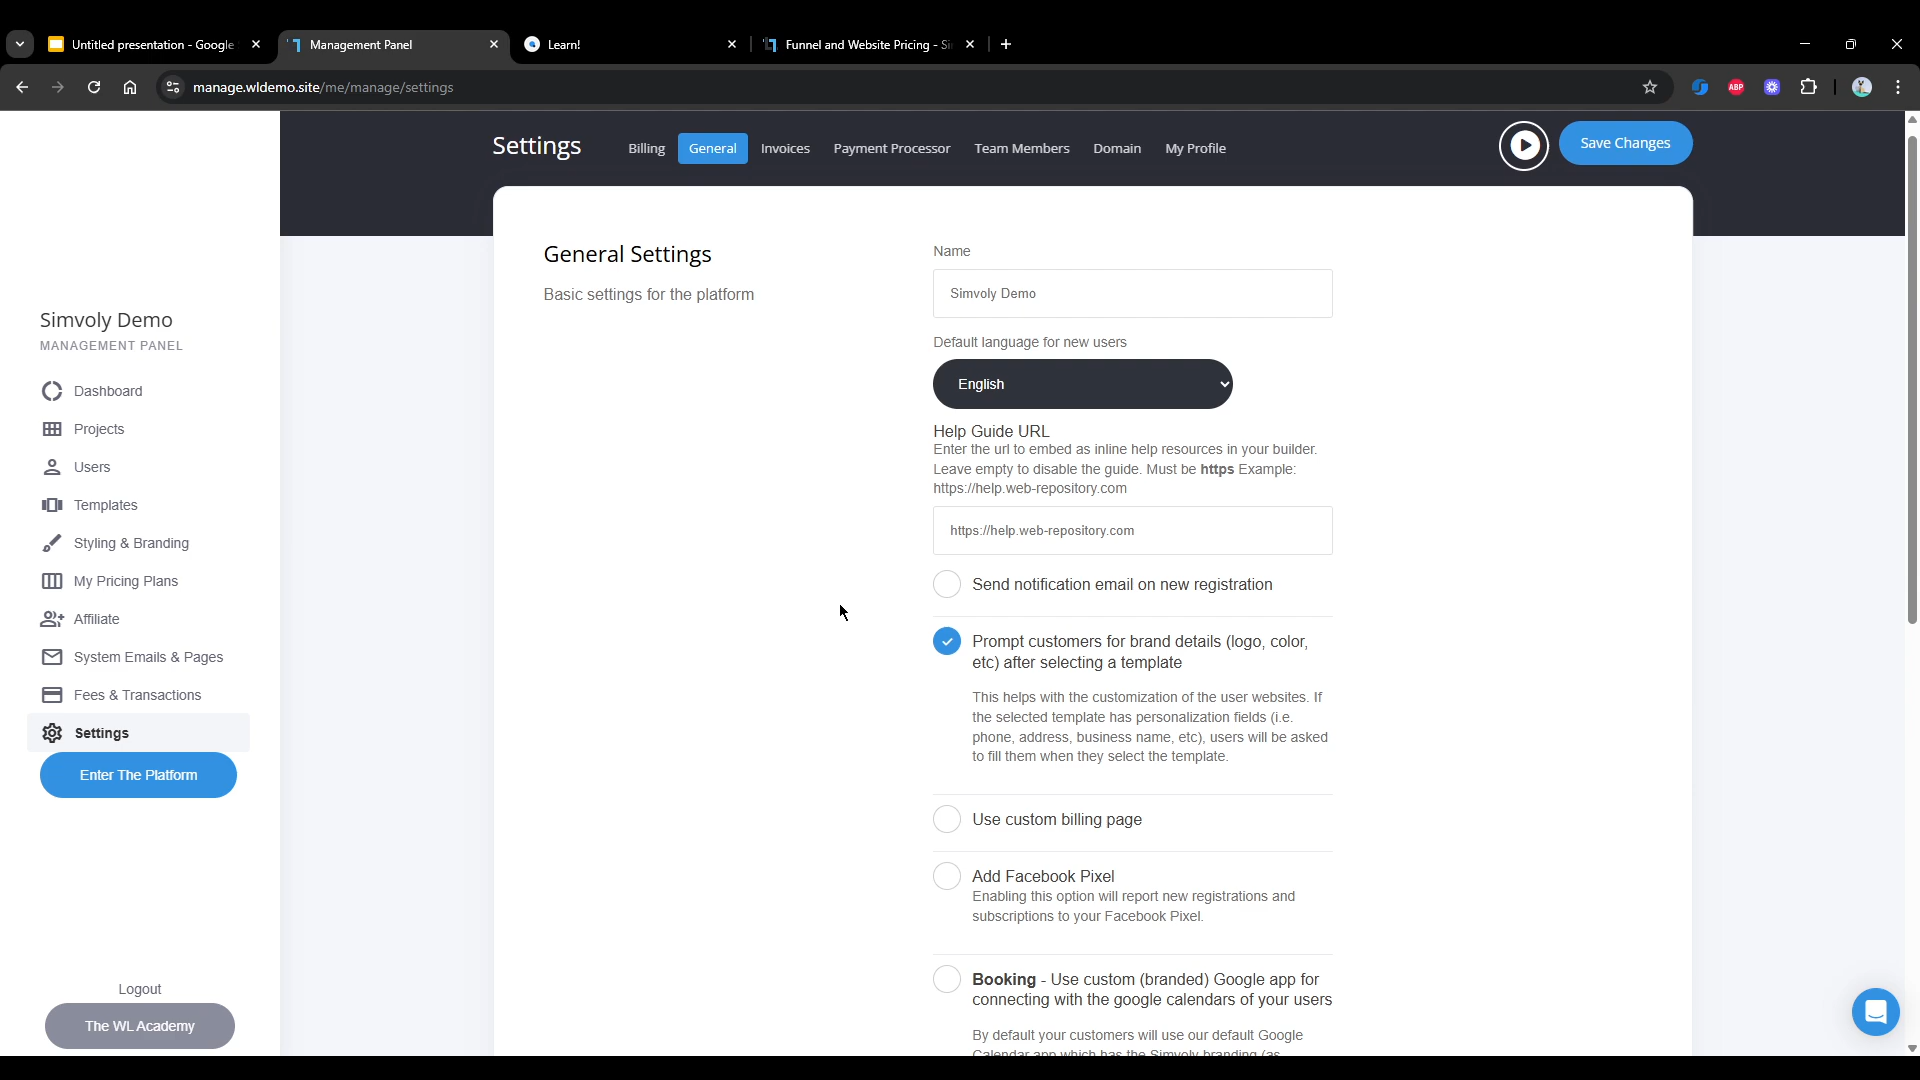 Untitled presentation - Google
Management Panel
Learn!
Funnel and Website Pricing - Si
manage.wldemo.site/me/manage/settings
ABP
Settings
Billing
General
Invoices
Payment Processor
Team Members
Domain
My Profile
Save Changes
Simvoly Demo
MANAGEMENT PANEL
Dashboard
Projects
Users
Templates
Styling & Branding
My Pricing Plans
Affiliate
System Emails & Pages
Fees & Transactions
Settings
Enter The Platform
Logout
The WL Academy
General Settings
Basic settings for the platform
Name
Simvoly Demo
Default language for new users
English
Help Guide URL
Enter the url to embed as inline help resources in your builder.
Leave empty to disable the guide. Must be https Example:
https://help.web-repository.com
https://help.web-repository.com
Send notification email on new registration
Prompt customers for brand details (logo, color,
etc) after selecting a template
This helps with the customization of the user websites. If
the selected template has personalization fields (i.e.
phone, address, business name, etc), users will be asked
to fill them when they select the template.
Use custom billing page
Add Facebook Pixel
Enabling this option will report new registrations and
subscriptions to your Facebook Pixel.
Booking - Use custom (branded) Google app for
connecting with the google calendars of your users
By default your customers will use our default Google
Calendar app which has the Simvoly branding (as